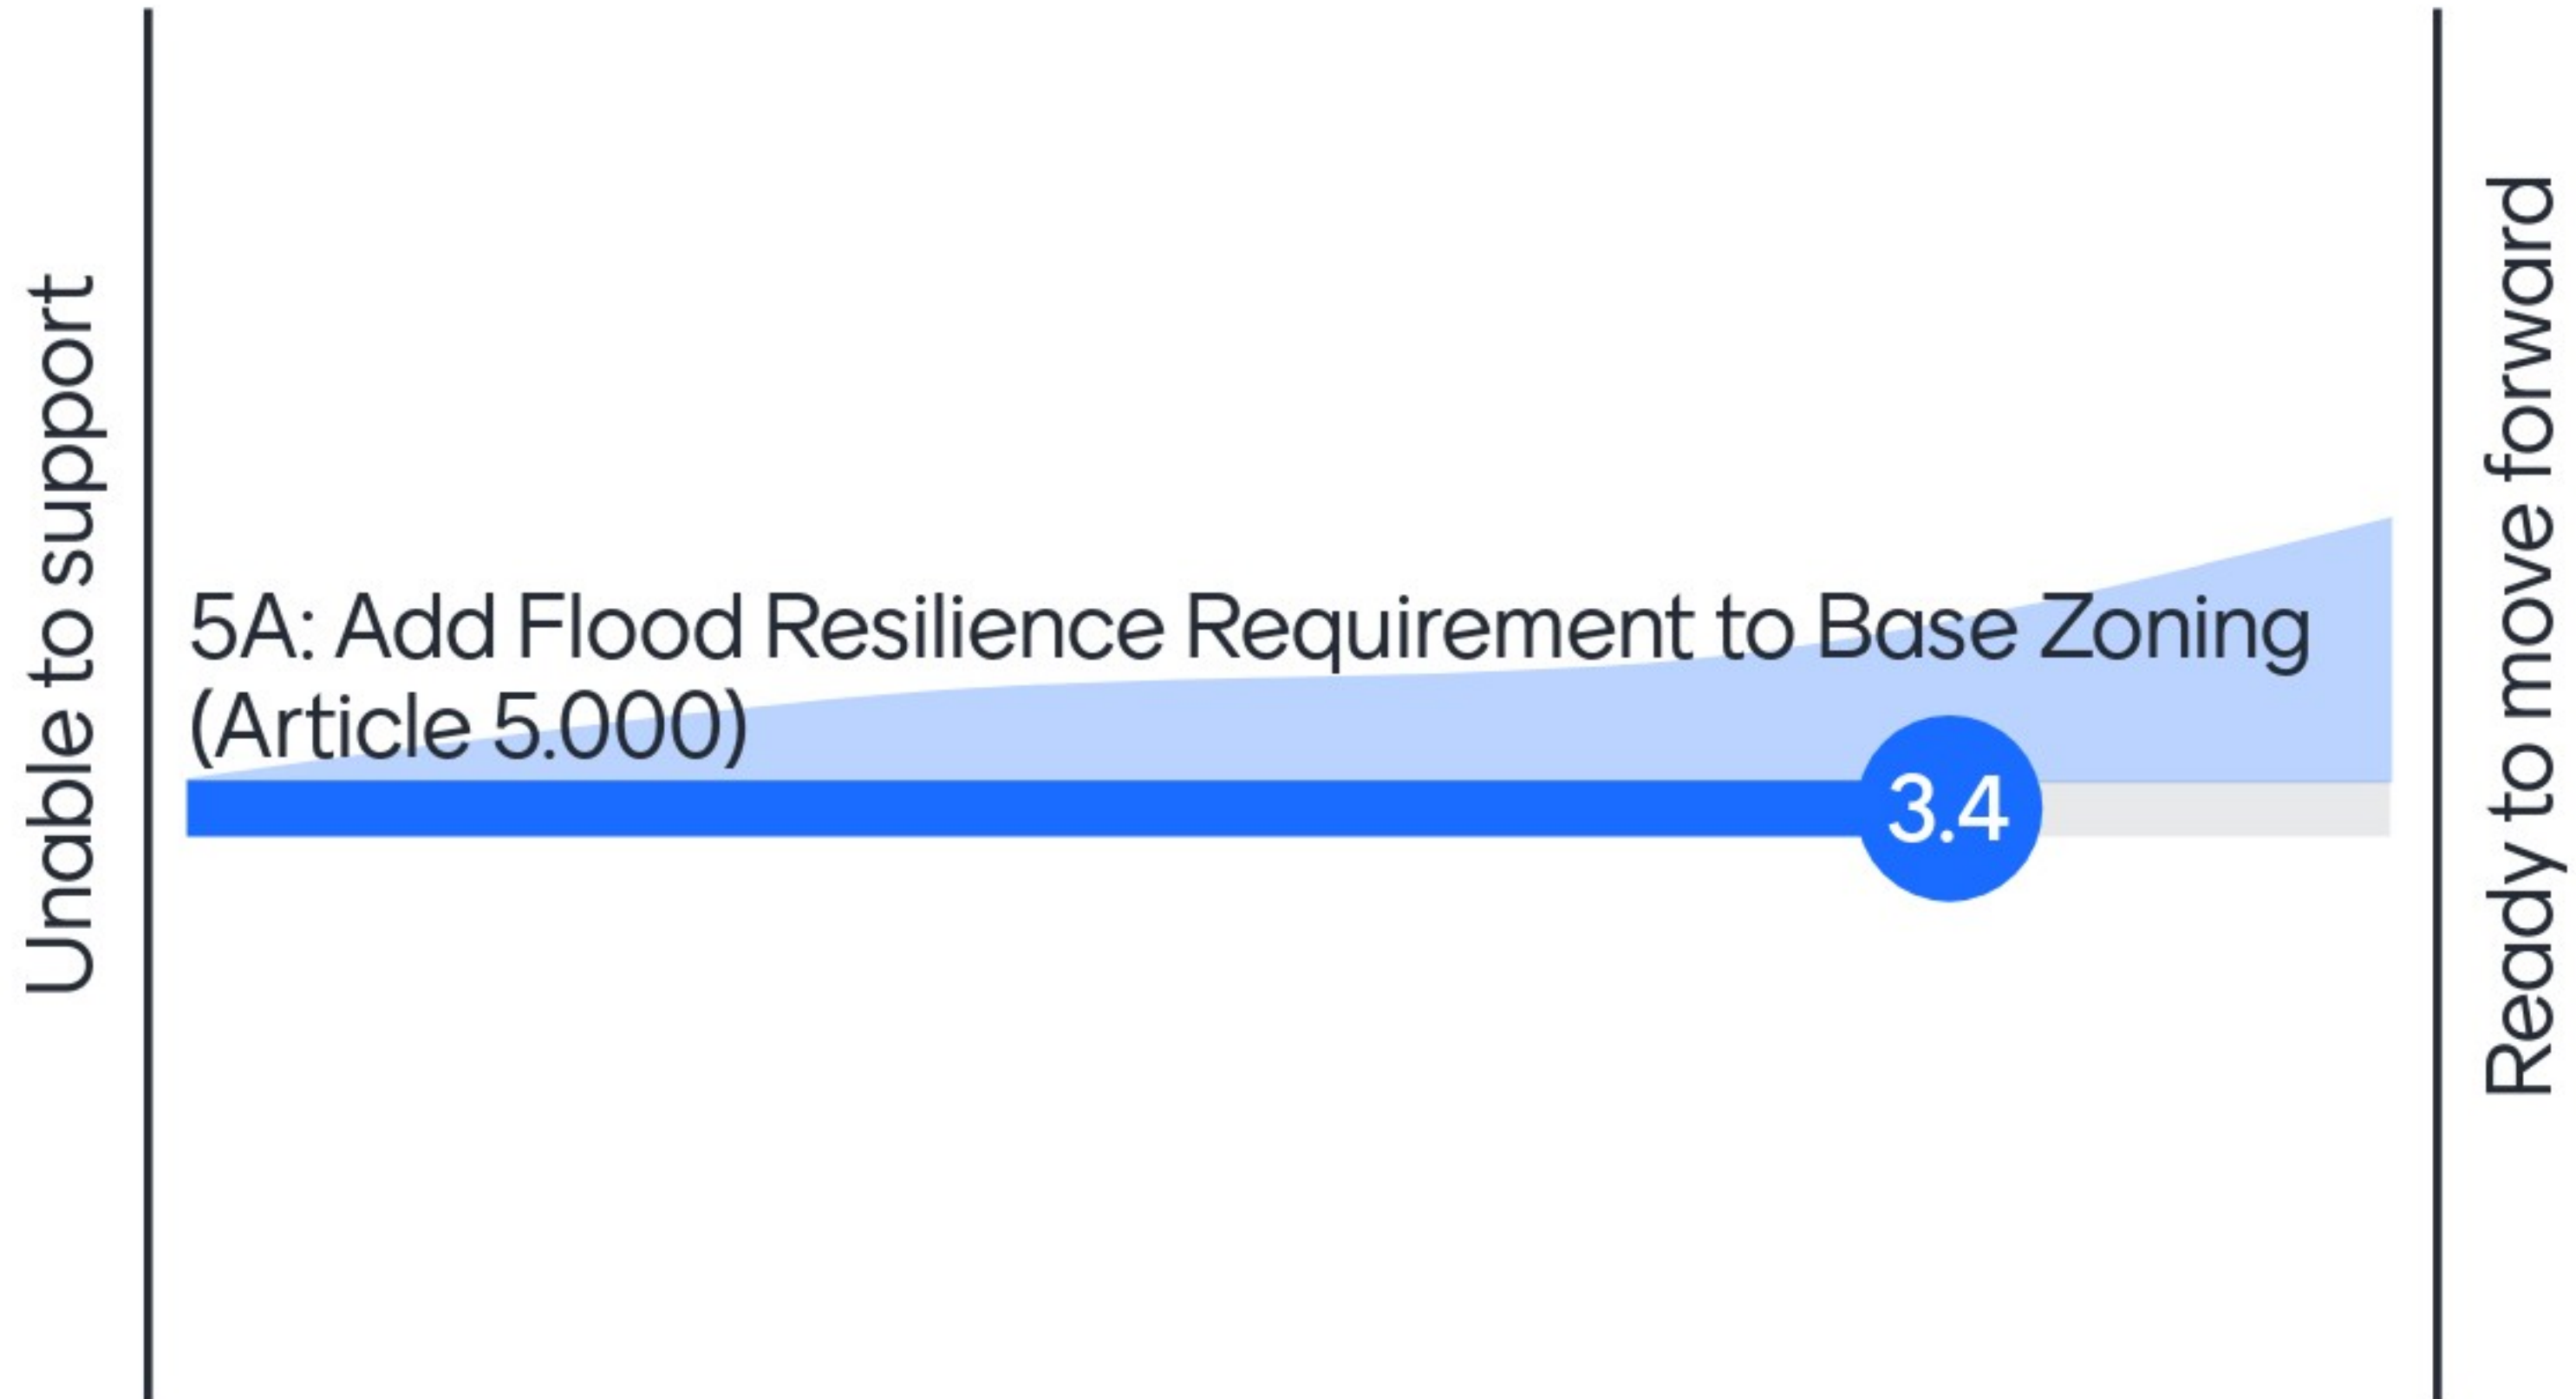 Unable to support
5A: Add Flood Resilience Requirement to Base Zoning
(Article 5.000)
3.4
Ready to move forward